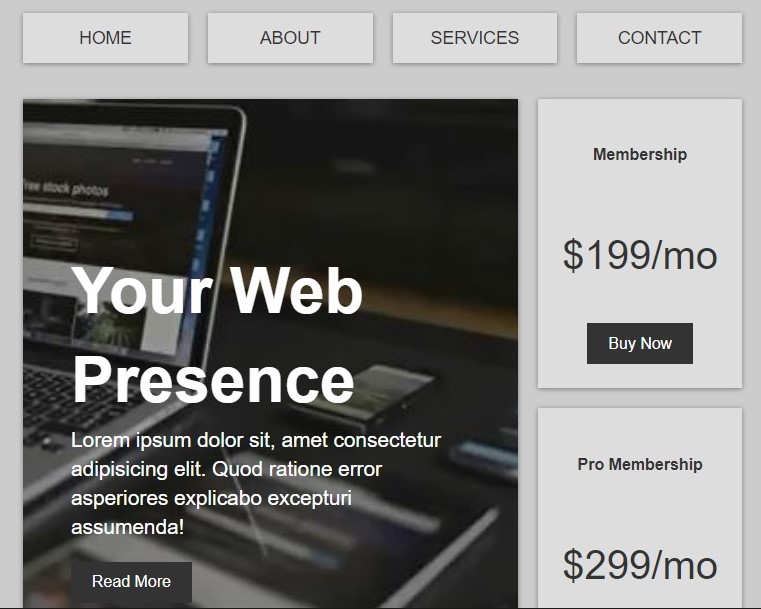 HOME
ABOUT
SERVICES
CONTACT
free stock photos
Your Web
Presence
Lorem ipsum dolor sit, amet consectetur
adipisicing elit. Quod ratione error
asperiores explicabo excepturi
assumenda!
Read More
Membership
$199/mo
Buy Now
Pro Membership
$299/mo